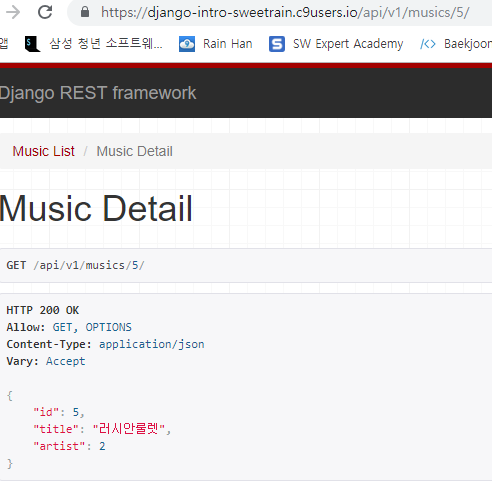 https://django-intro-sweetrain.c9users.io/api/v1/musics/5/
앱 삼성 청년 소프트웨... Rain Han SW Expert Academy </> Baekjoon
Django REST framework
Music List / Music Detail
Music Detail
GET /api/v1/musics/5/
HTTP 200 OK
Allow: GET, OPTIONS
Content-Type: application/json
Vary: Accept
{
"id": 5,
"title": "러시안룰렛",
"artist": 2
}